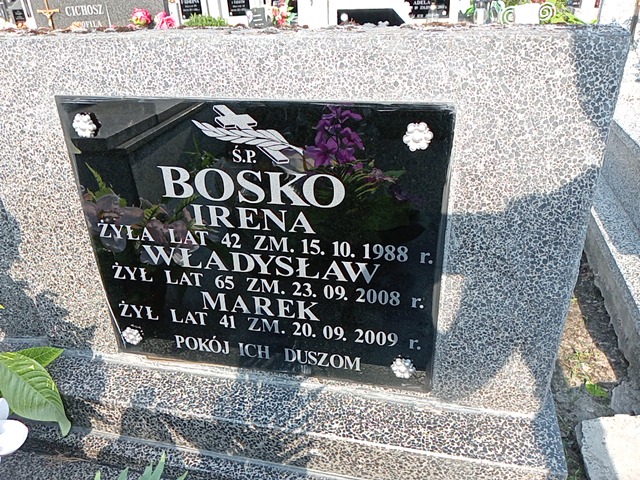 CICHOSZ
Ś.P.
BOSKO
IRENA
ŻYŁA LAT 42 ZM. 15.10.1988 r.
WŁADYSŁAW
ŻYŁ LAT 65 ZM. 23.09.2008 r.
MAREK
ŻYŁ LAT 41 ZM. 20.09.2009 r.
POKÓJ ICH DUSZOM